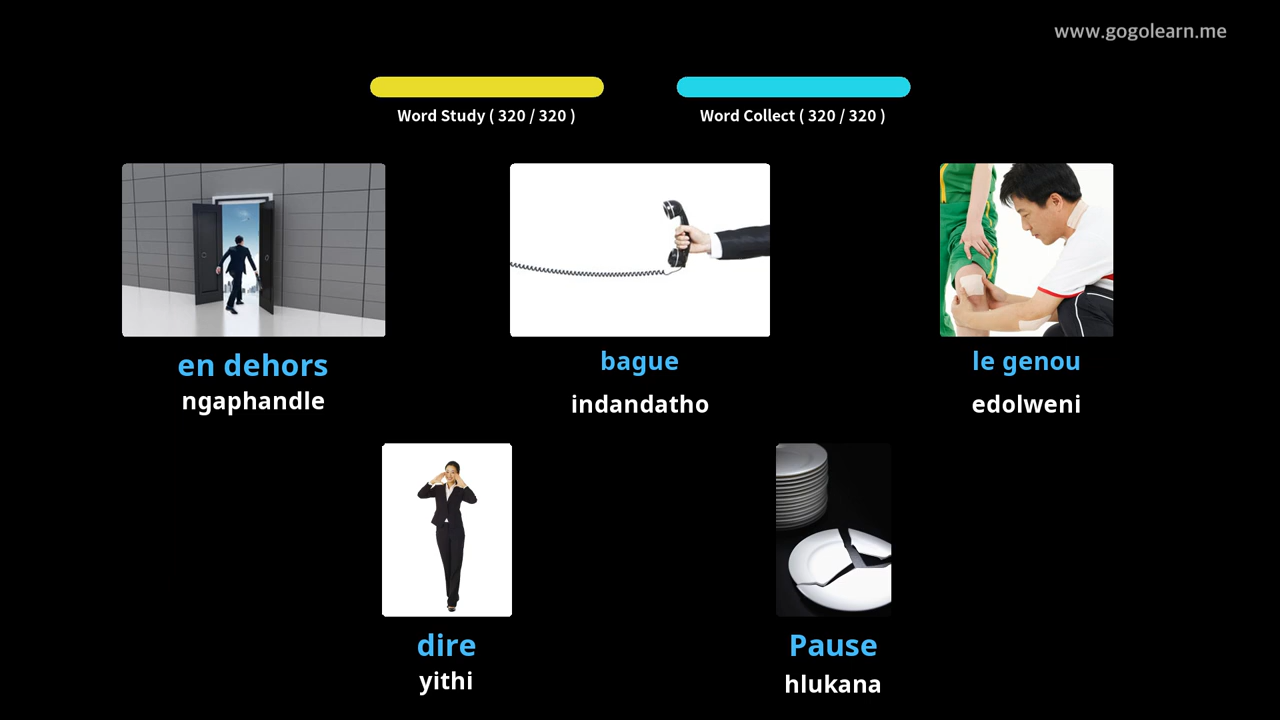 www.gogolearn.me
Word Study ( 320 / 320 )
Word Collect ( 320 / 320 )
en dehors
ngaphandle
bague
indandatho
le genou
edolweni
dire
yithi
Pause
hlukana